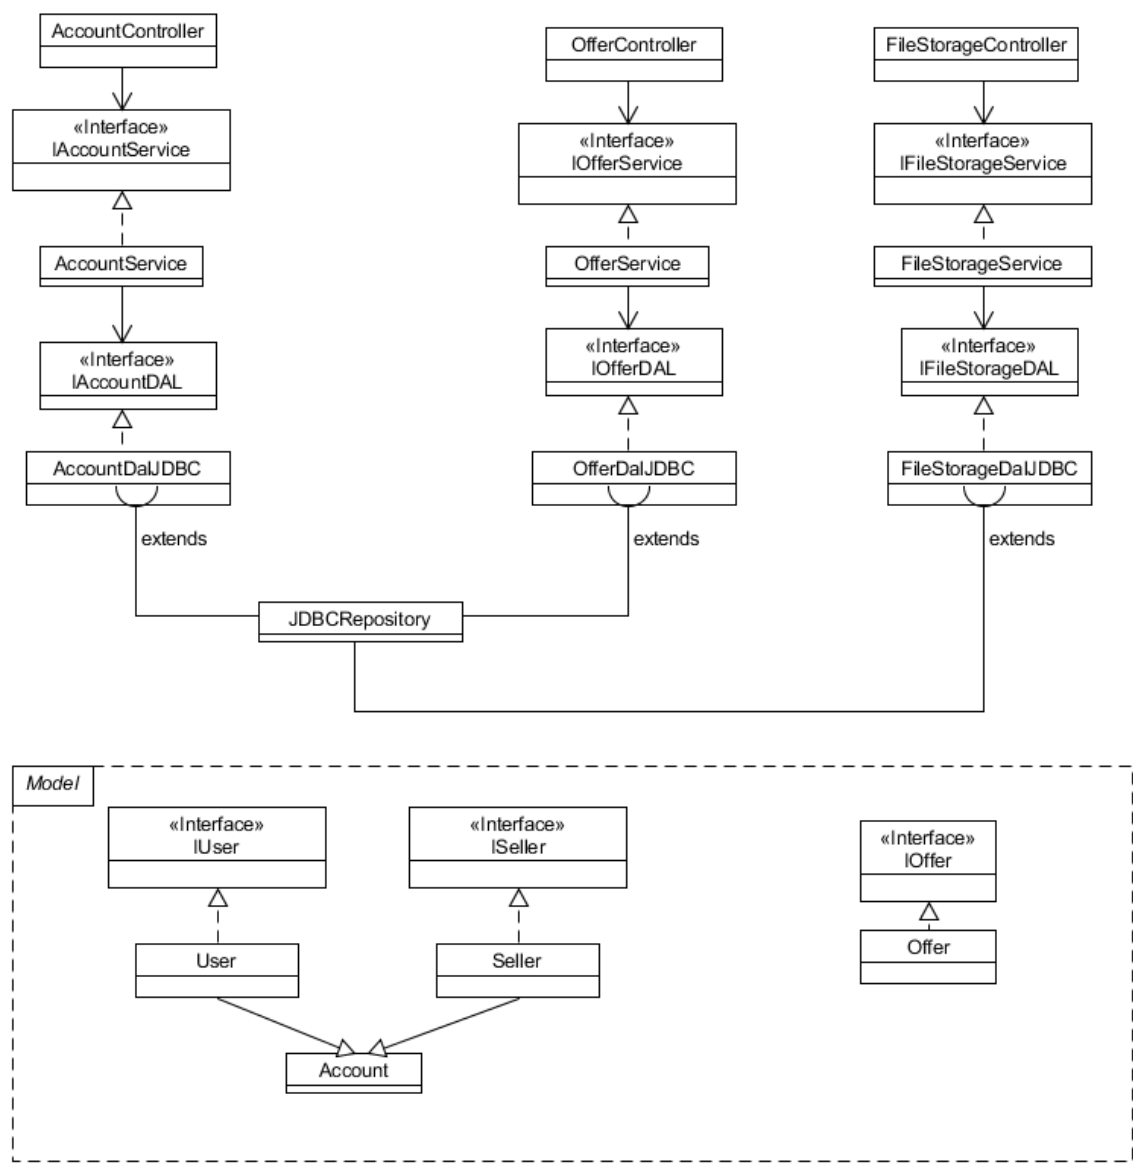 AccountController
«Interface»
IAccountService
AccountService
«Interface»
IAccountDAL
AccountDalJDBC
extends
OfferController
«Interface»
IOfferService
OfferService
«Interface»
IOfferDAL
OfferDalJDBC
extends
FileStorageController
«Interface»
IFileStorageService
FileStorageService
«Interface»
IFileStorageDAL
FileStorageDalJDBC
extends
JDBCRepository
Model
«Interface»
IUser
User
«Interface»
ISeller
Seller
Account
«Interface»
IOffer
Offer